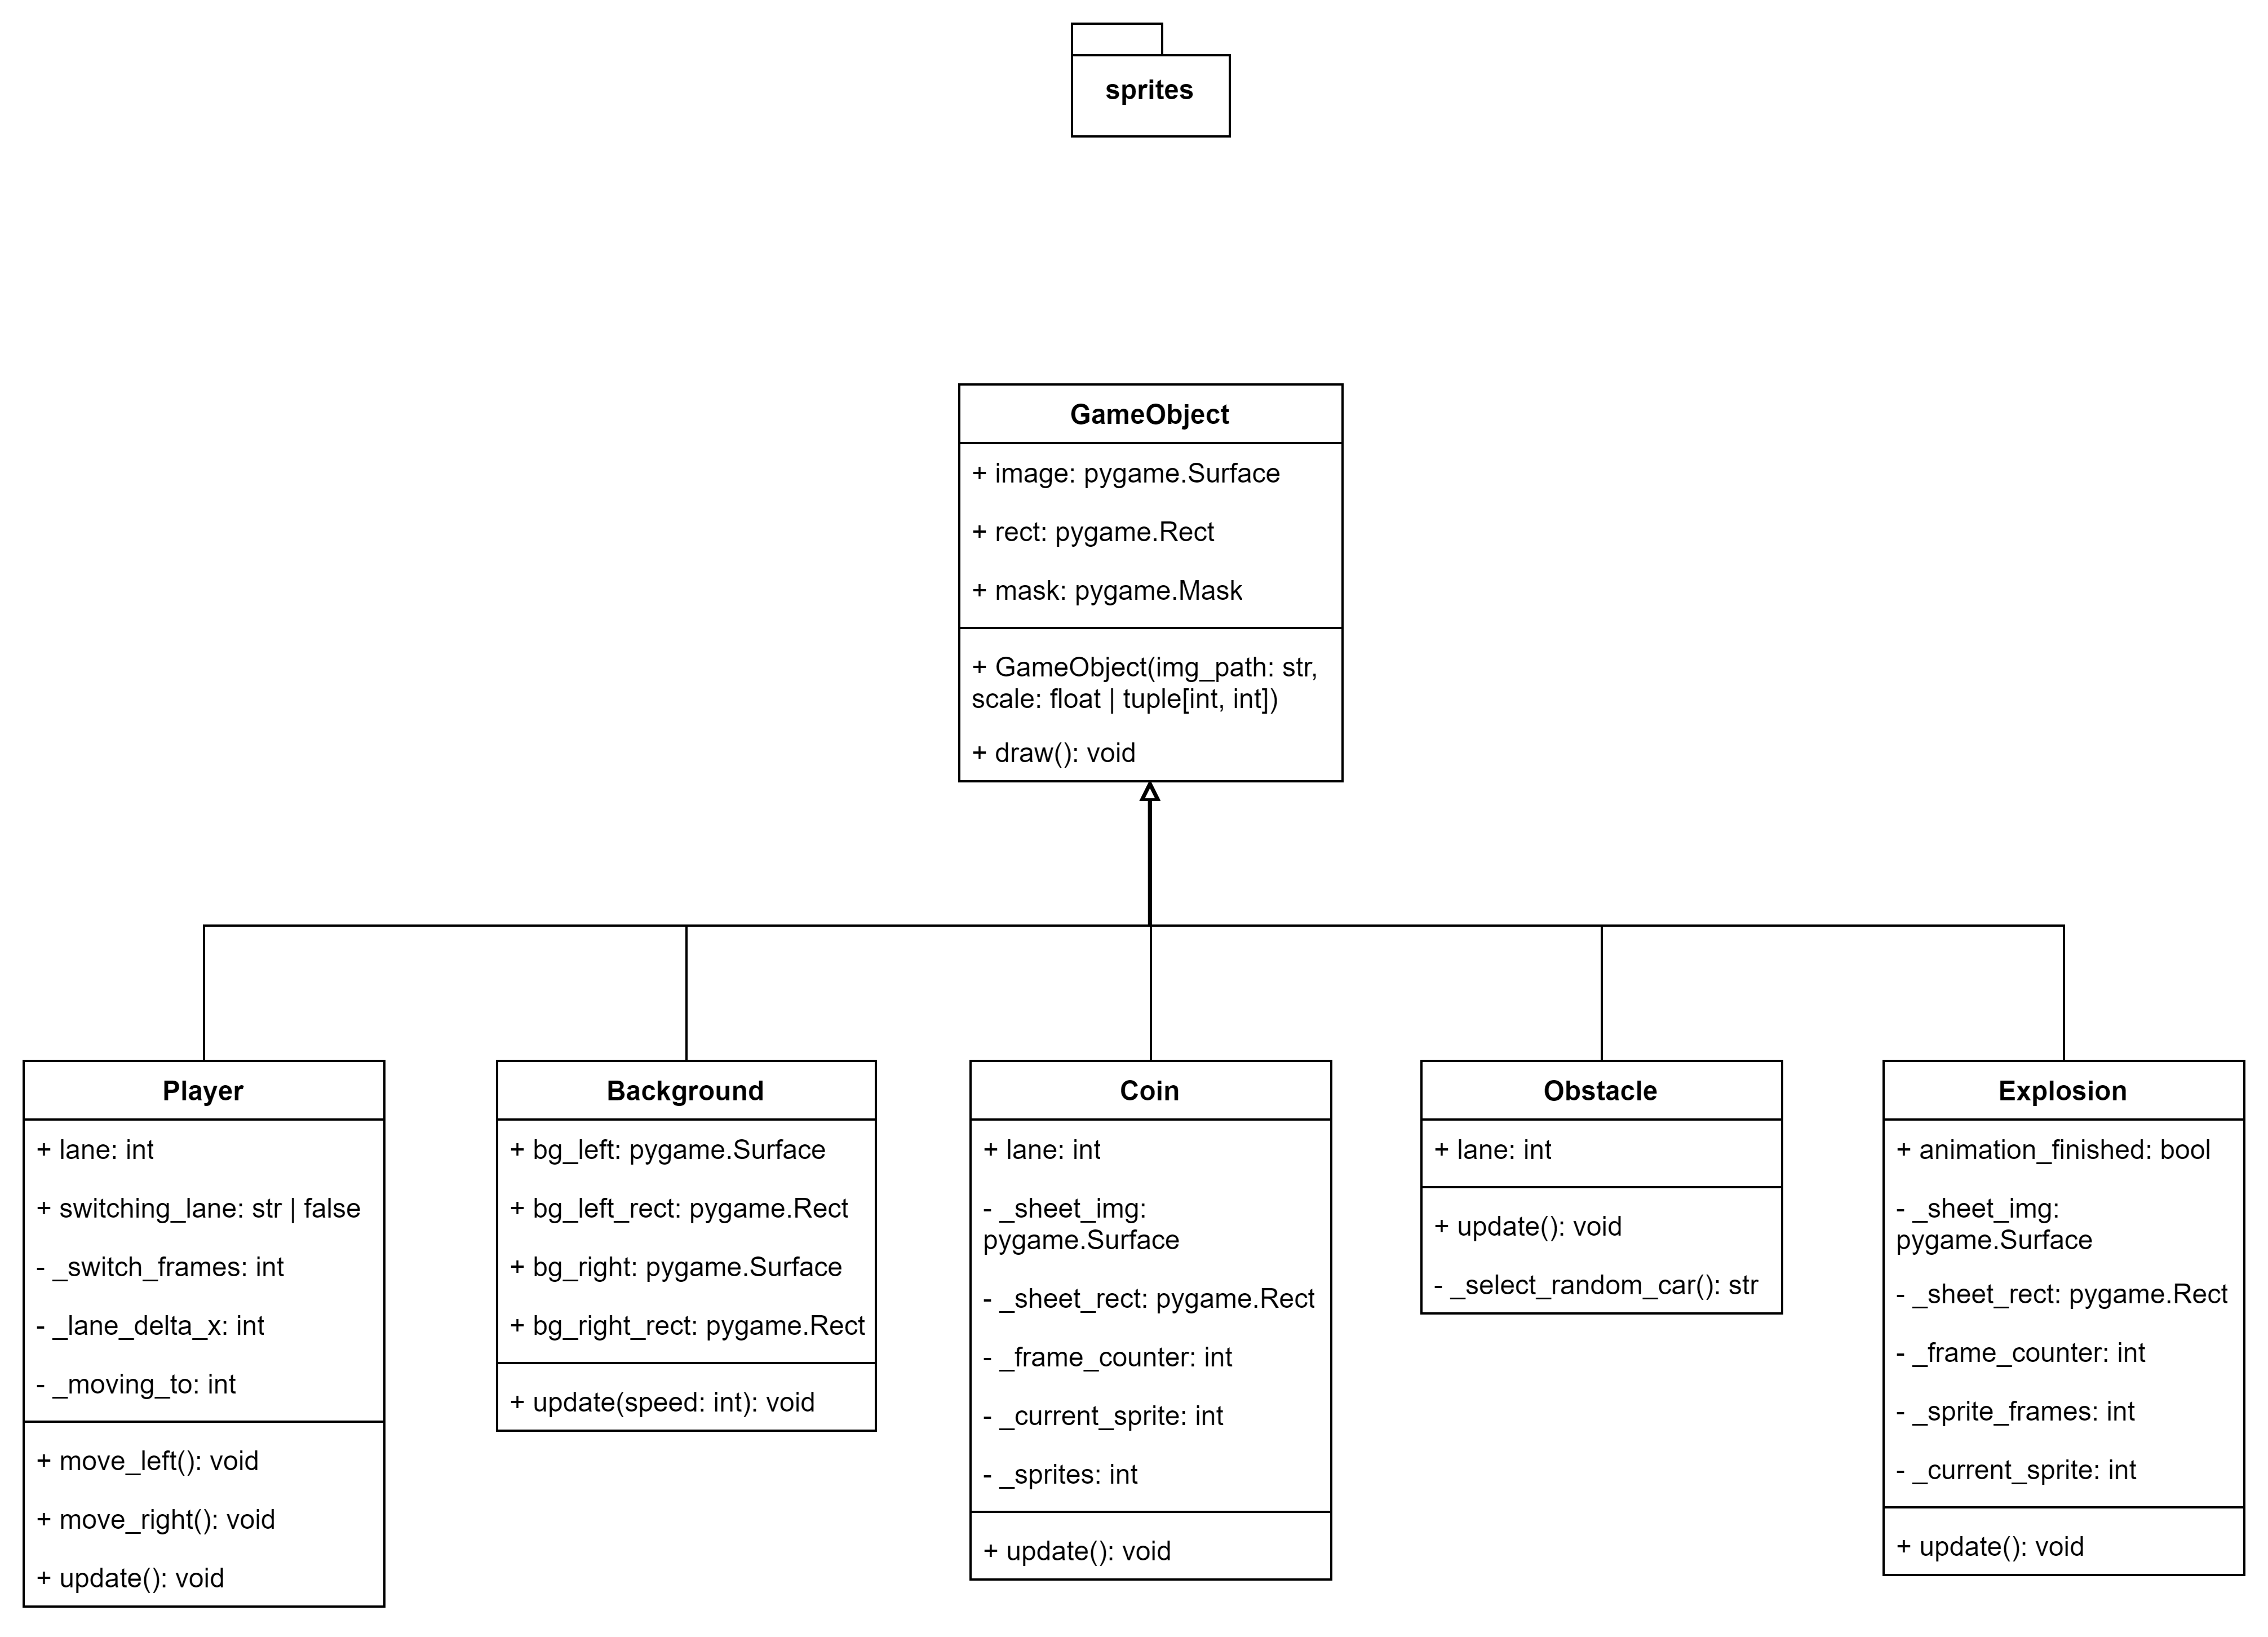 sprites
GameObject
+ image: pygame.Surface
+ rect: pygame.Rect
+ mask: pygame.Mask
+ GameObject(img_path: str,
scale: float | tuple[int, int])
+ draw(): void
Player
+ lane: int
+ switching_lane: str | false
- _switch_frames: int
- _lane_delta_x: int
- _moving_to: int
+ move_left(): void
+ move_right(): void
+ update(): void
Background
+ bg_left: pygame.Surface
+ bg_left_rect: pygame.Rect
+ bg_right: pygame.Surface
+ bg_right_rect: pygame.Rect
+ update(speed: int): void
Coin
+ lane: int
- _sheet_img:
pygame.Surface
- _sheet_rect: pygame.Rect
- _frame_counter: int
- _current_sprite: int
- _sprites: int
+ update(): void
Obstacle
+ lane: int
+ update(): void
- _select_random_car(): str
Explosion
+ animation_finished: bool
- _sheet_img:
pygame.Surface
- _sheet_rect: pygame.Rect
- _frame_counter: int
- _sprite_frames: int
- _current_sprite: int
+ update(): void